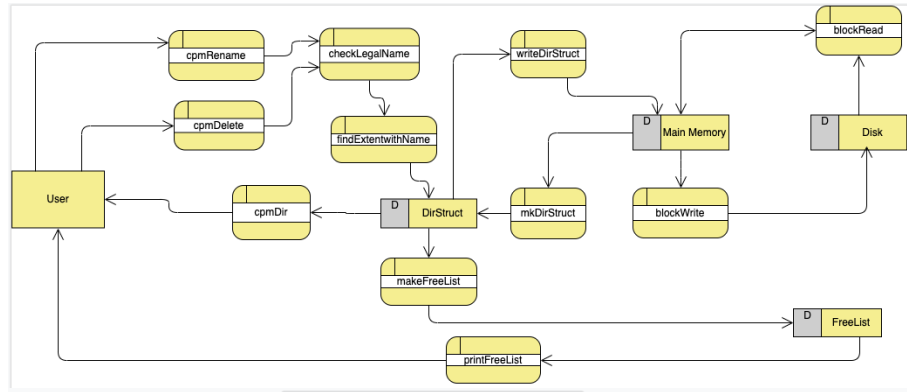 cpmRename
checkLegalName
writeDirStruct
blockRead
cpmDelete
findExtentwithName
D
Main Memory
D
Disk
User
cpmDir
D
DirStruct
mkDirStruct
blockWrite
makeFreeList
D
FreeList
printFreeList